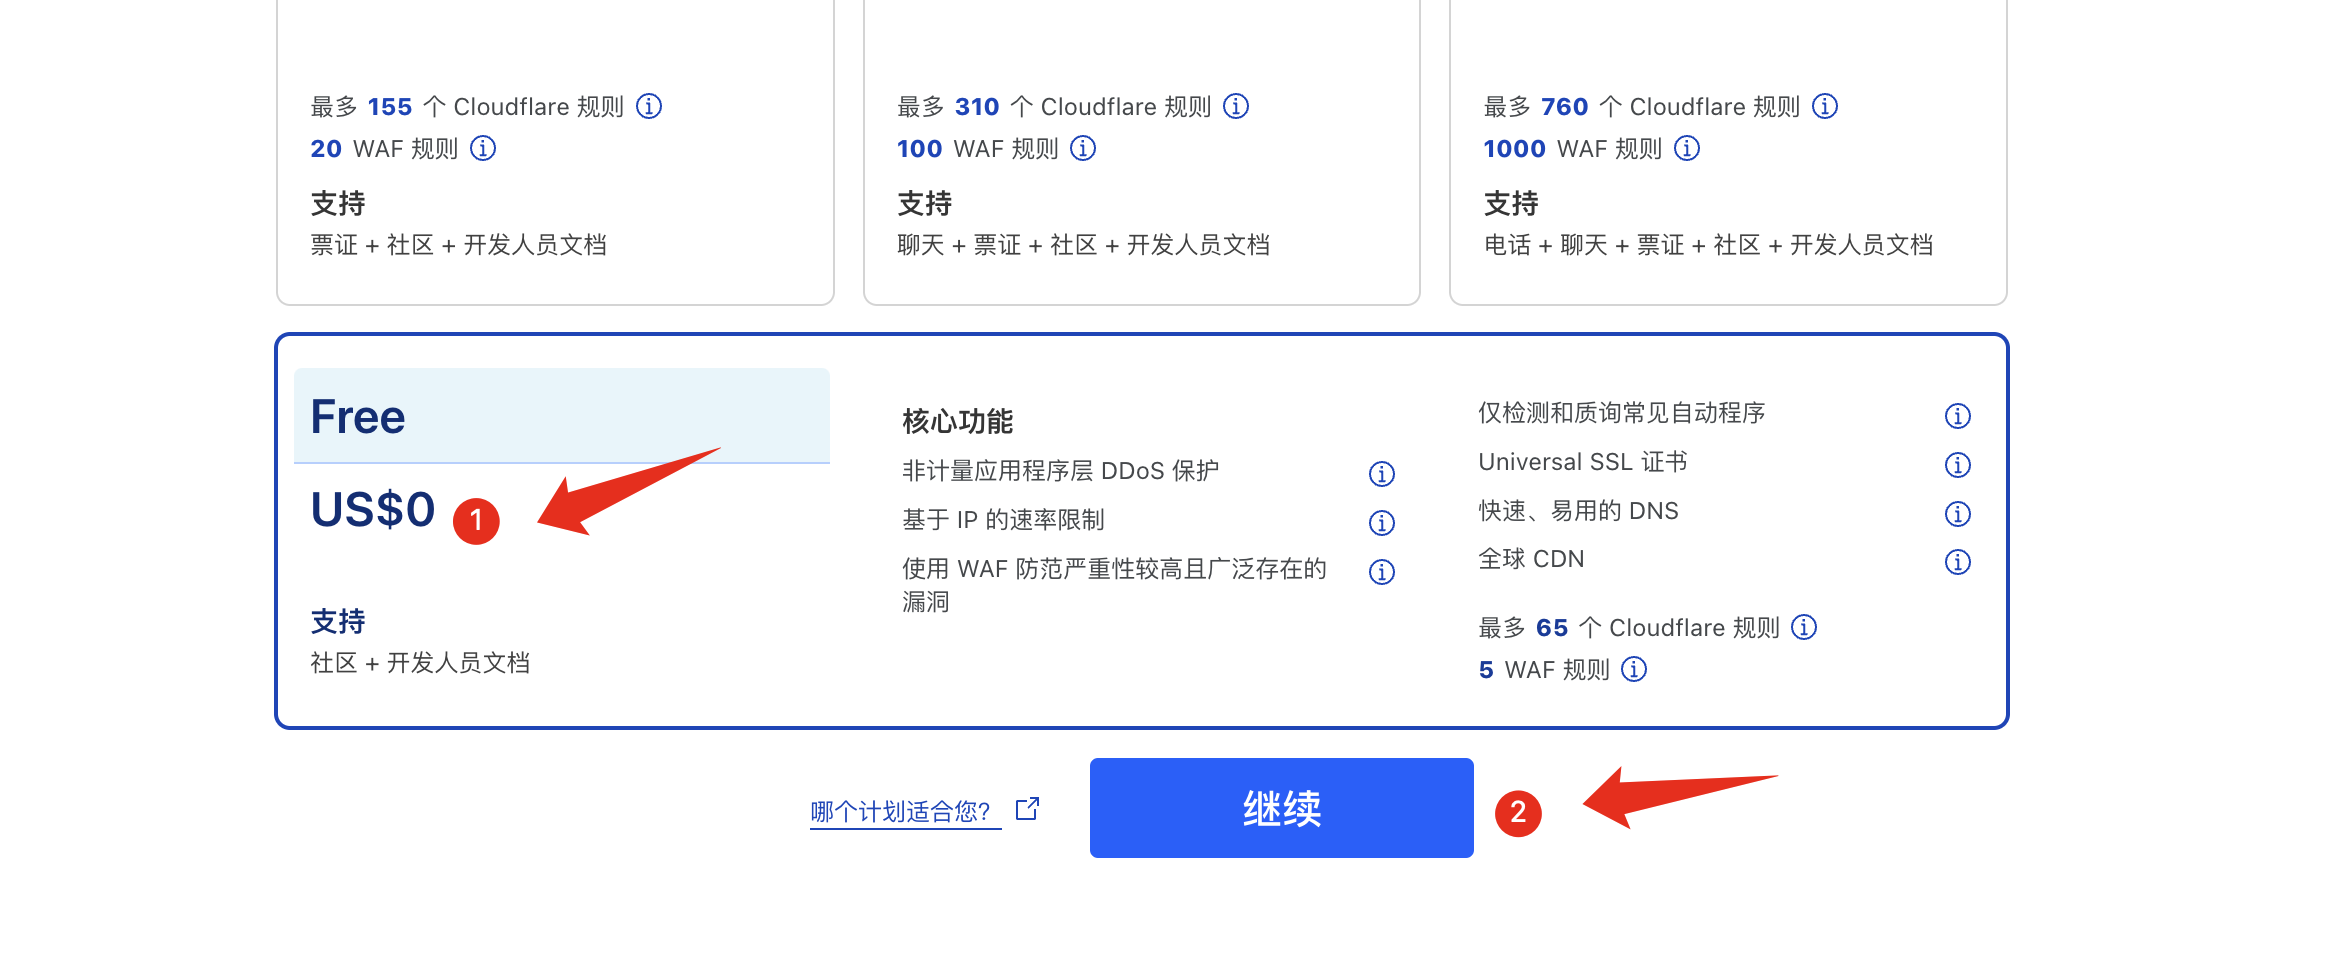 最多 155 个 Cloudflare 规则
20 WAF 规则
支持
票证 + 社区 + 开发人员文档
最多 310 个 Cloudflare 规则
100 WAF 规则
支持
聊天 + 票证 + 社区 + 开发人员文档
最多 760 个 Cloudflare 规则
1000 WAF 规则
支持
电话 + 聊天 + 票证 + 社区 + 开发人员文档
Free
US$0
1
支持
社区 + 开发人员文档
核心功能
非计量应用程序层 DDoS 保护
基于 IP 的速率限制
使用 WAF 防范严重性较高且广泛存在的
漏洞
仅检测和质询常见自动程序
Universal SSL 证书
快速、易用的 DNS
全球 CDN
最多 65 个 Cloudflare 规则
5 WAF 规则
哪个计划适合您?
继续
2